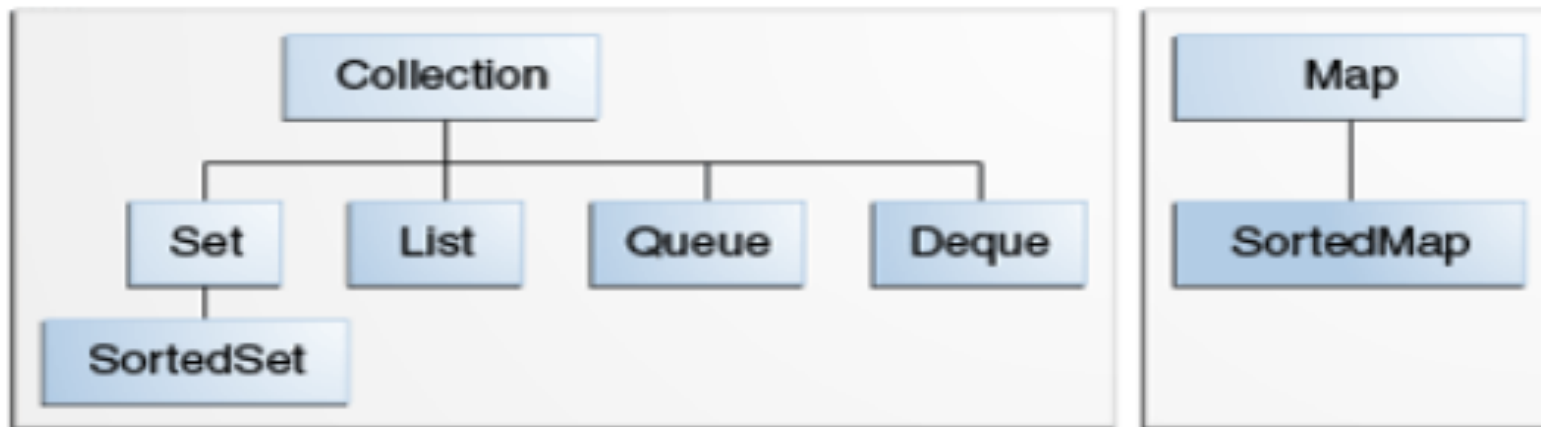 Collection
Map
Set
List
Queue
Deque
SortedMap
SortedSet